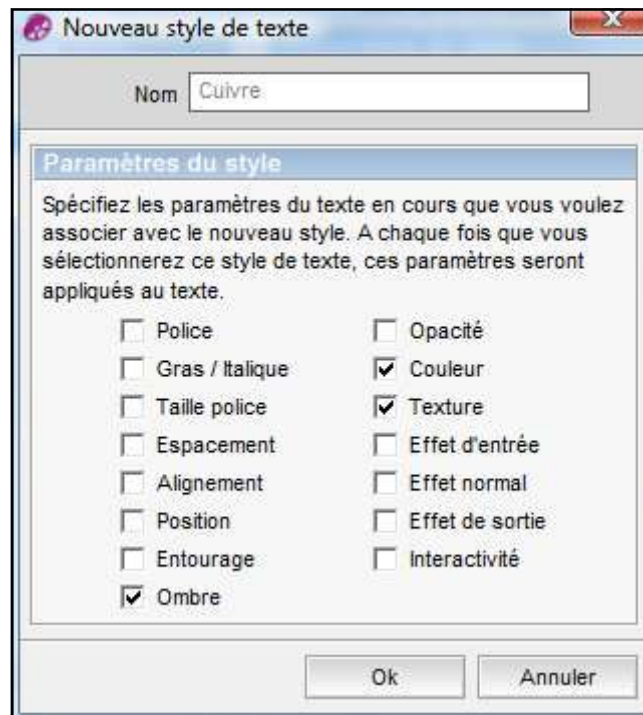 Nouveau style de texte
Nom Cuivre
Paramètres du style
Spécifiez les paramètres du texte en cours que vous voulez
associer avec le nouveau style. A chaque fois que vous
sélectionnerez ce style de texte, ces paramètres seront
appliqués au texte.
Police Opacité
Gras / Italique Couleur
Taille police Texture
Espacement Effet d'entrée
Alignement Effet normal
Position Effet de sortie
Entourage Interactivité
Ombre
Ok Annuler